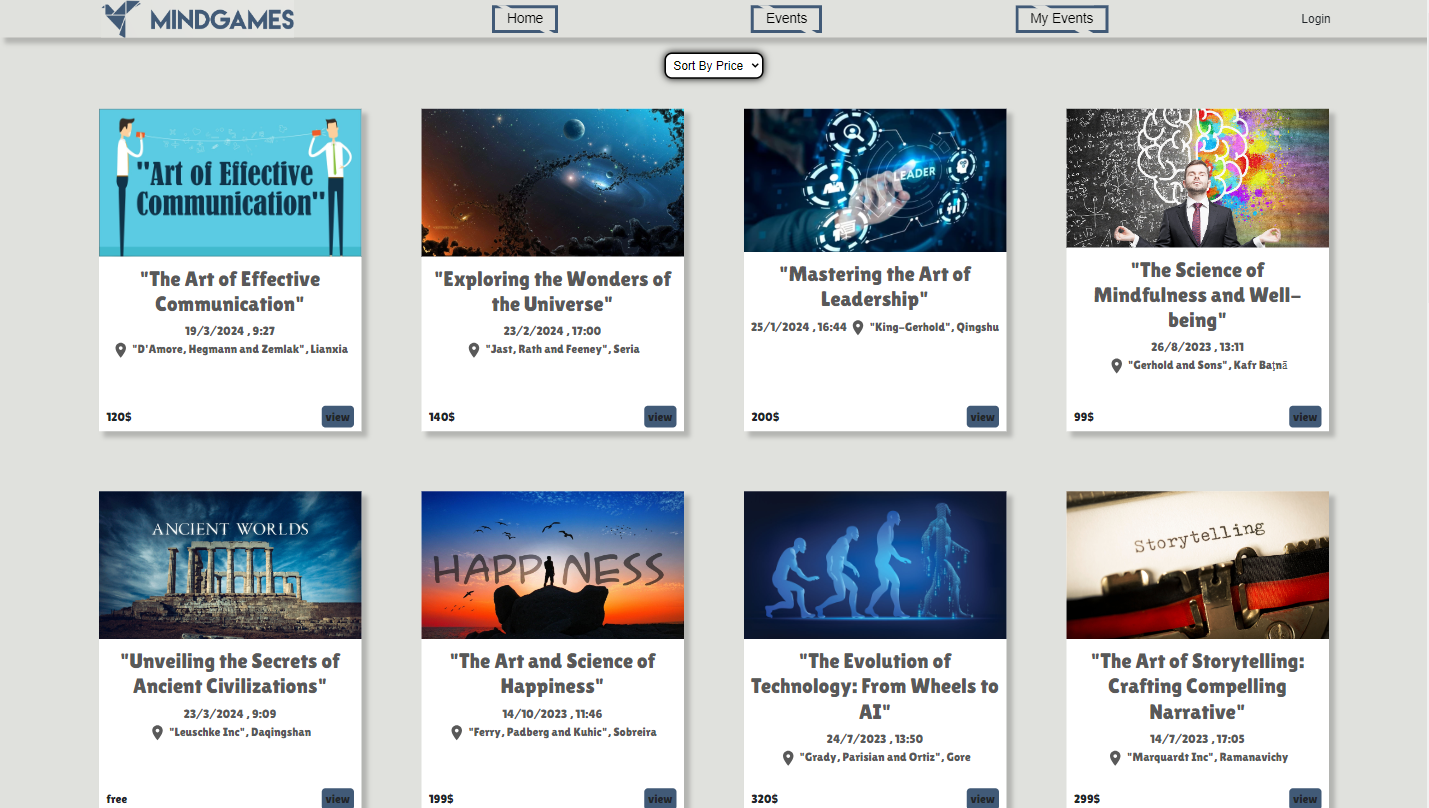 MINDGAMES
Home
Events
My Events
Login
Sort By Price
"Art of Effective
Communication"
"The Art of Effective
Communication"
19/3/2024 , 9:27
"D'Amore, Hegmann and Zemlak", Lianxia
120$
view
"Exploring the Wonders of
the Universe"
23/2/2024 , 17:00
"Jast, Rath and Feeney", Seria
140$
view
LEADER
"Mastering the Art of
Leadership"
25/1/2024 , 16:44 "King-Gerhold", Qingshu
200$
view
"The Science of
Mindfulness and Well-
being"
26/8/2023 , 13:11
"Gerhold and Sons", Kafr Baţnā
99$
view
ANCIENT WORLDS
"Unveiling the Secrets of
Ancient Civilizations"
23/3/2024 , 9:09
"Leuschke Inc", Daqingshan
free
view
HAPPINESS
"The Art and Science of
Happiness"
14/10/2023 , 11:46
"Ferry, Padberg and Kuhic", Sobreira
199$
view
"The Evolution of
Technology: From Wheels to
AI"
24/7/2023 , 13:50
"Grady, Parisian and Ortiz", Gore
320$
view
Storytelling
"The Art of Storytelling:
Crafting Compelling
Narrative"
14/7/2023 , 17:05
"Marquardt Inc", Ramanavichy
299$
view